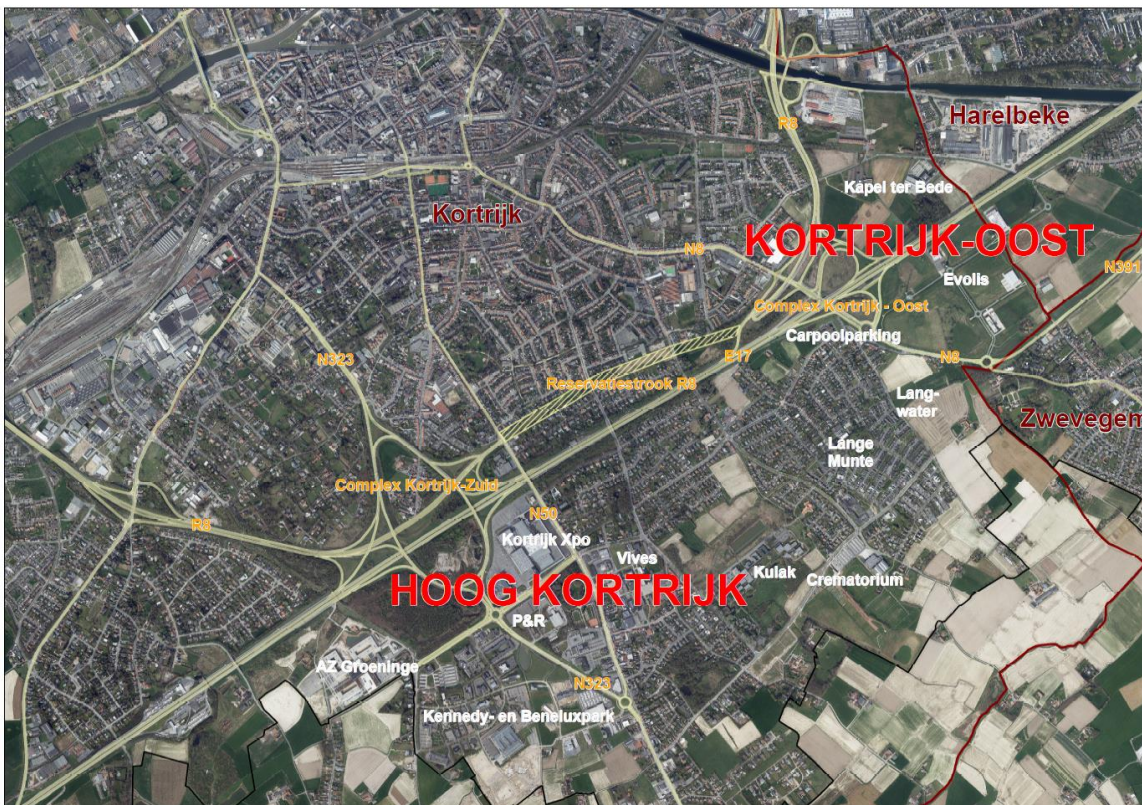 Harelbeke
R8
Kapel ter Bede
Kortrijk
KORTRIJK-OOST
N8
N391
Evolis
Complex Kortrijk - Oost
Carpoolparking
E17
N8
N323
Reservatiestrook R8
Lang-
water
Zwevegem
Lange
Munte
Complex Kortrijk-Zuid
R8
N50
Kortrijk Xpo
Vives
Kulak
Crematorium
HOOG KORTRIJK
P&R
AZ Groeninge
N323
Kennedy- en Beneluxpark